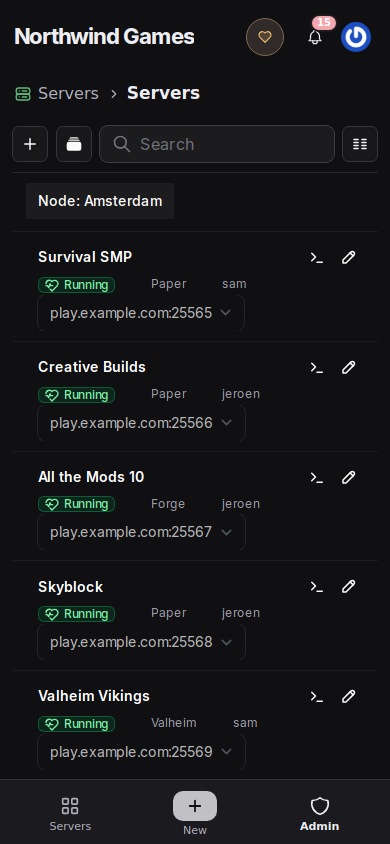 Northwind Games
15
Servers > Servers
Search
Node: Amsterdam
Survival SMP
Running Paper sam
play.example.com:25565
Creative Builds
Running Paper jeroen
play.example.com:25566
All the Mods 10
Running Forge jeroen
play.example.com:25567
Skyblock
Running Paper jeroen
play.example.com:25568
Valheim Vikings
Running Valheim sam
play.example.com:25569
Servers New Admin